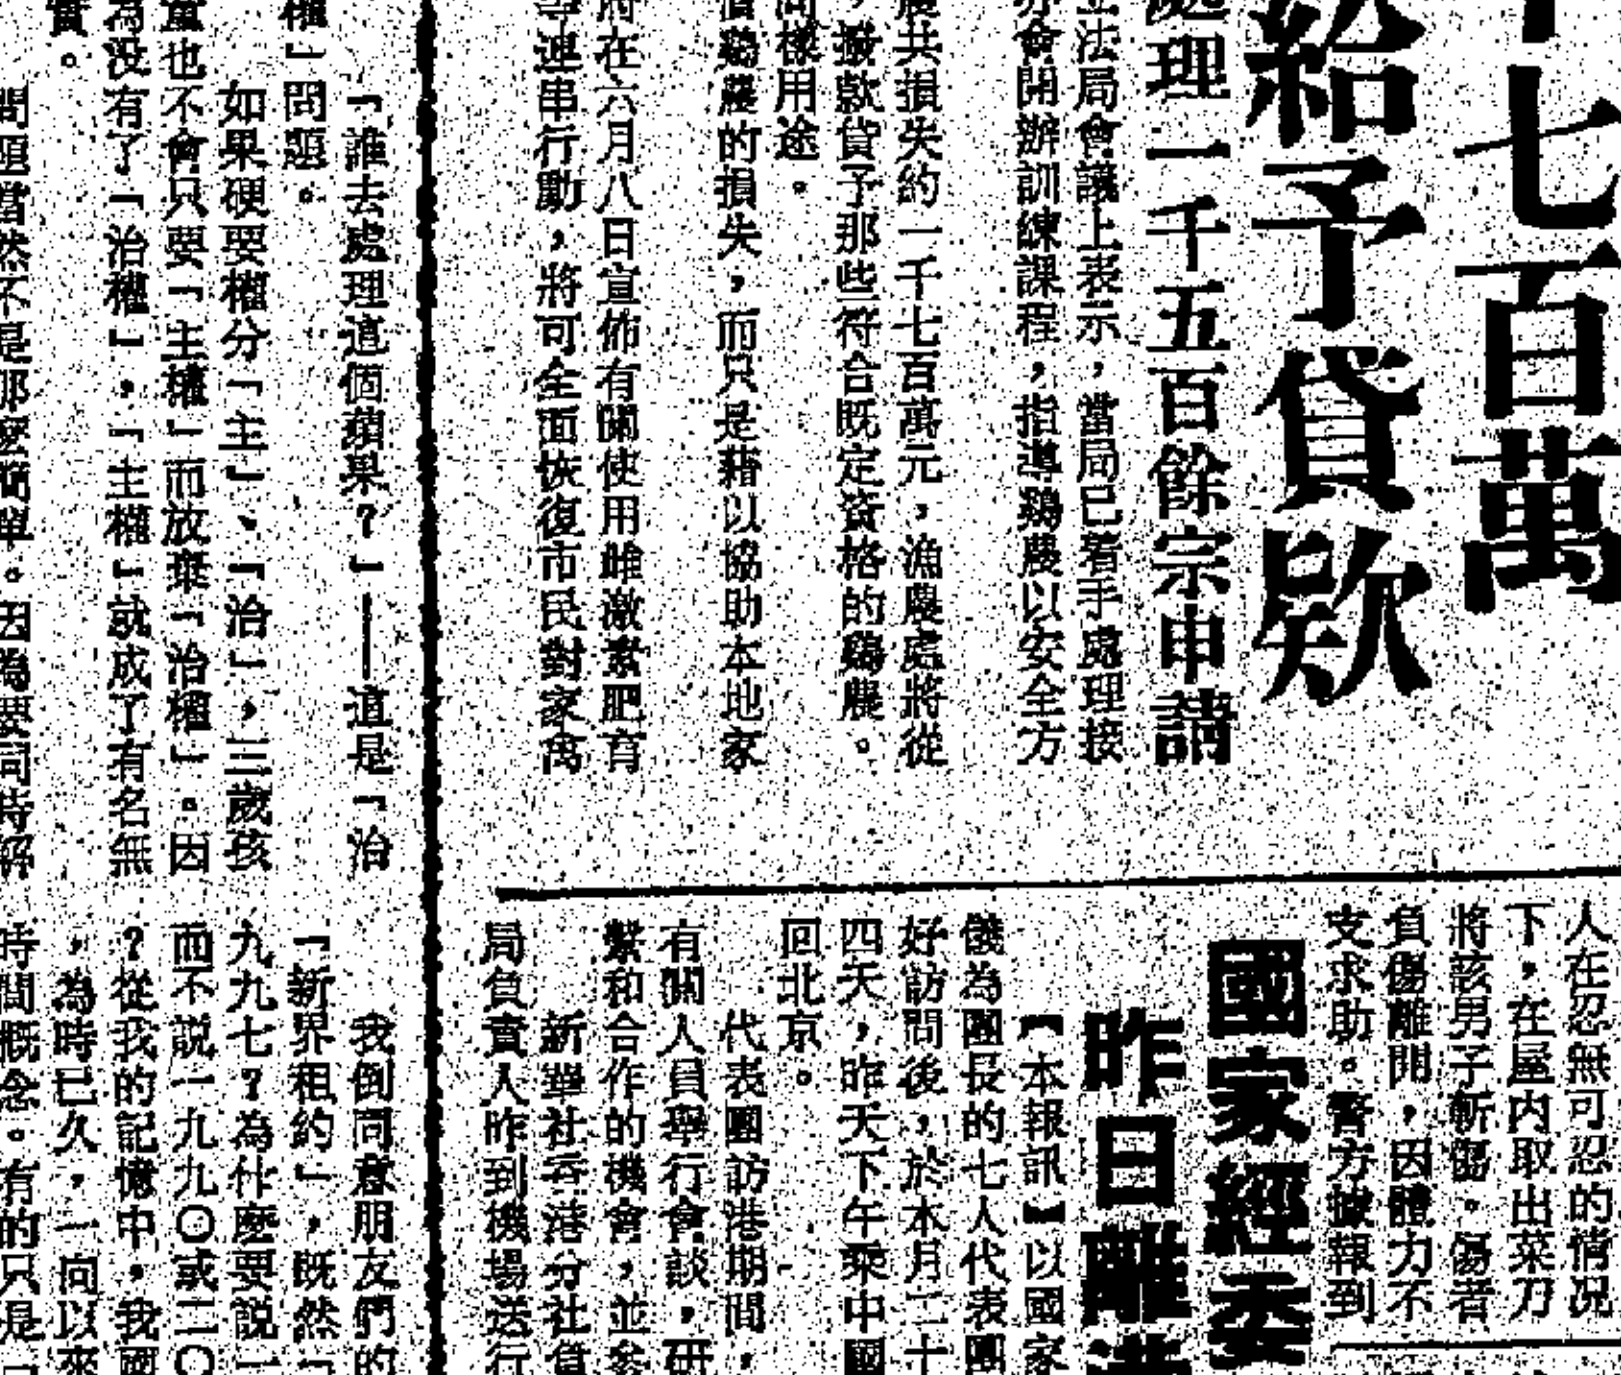 千七百萬
給予貸欵
處理一千五百餘宗申請
立法局會議上表示，當局已着手處理接
亦會開辦訓練課程，指導鷄農以安全方
農共損失約一千七百萬元，漁農處將從
，撥欵貸予那些符合既定資格的鷄農。
同樣用途。
償鷄農的損失，而只是藉以協助本地家
府在六月八日宣佈有關使用雌激素肥育
等連串行動，將可全面恢復市民對家禽
「誰去處理這個蘋果？」——這是「治
權」問題。
如果硬要權分「主」、「治」，三歲孩
童也不會只要「主權」而放棄「治權」。因
為没有了「治權」，「主權」就成了有名無
實。
問題當然不是那麽簡單。因為要同時解
人在忍無可忍的情况
下，在屋内取出菜刀
將該男子斬傷。傷者
負傷離開，因體力不
支求助。警方據報到
國家經委
昨日離港
【本報訊】以國家
儀為團長的七人代表團
好訪問後，於本月二十
四天，昨天下午乘中國
回北京。
代表團訪港期間，
有關人員舉行會談，研
繫和合作的機會，並參
新華社香港分社負
局負責人昨到機場送行
我倒同意朋友們的
「新界租約」，既然「
九九七？為什麽要説一
而不説一九九〇或二〇
？從我的記憶中，我國
，為時已久，一向以來
時間概念。有的只是「